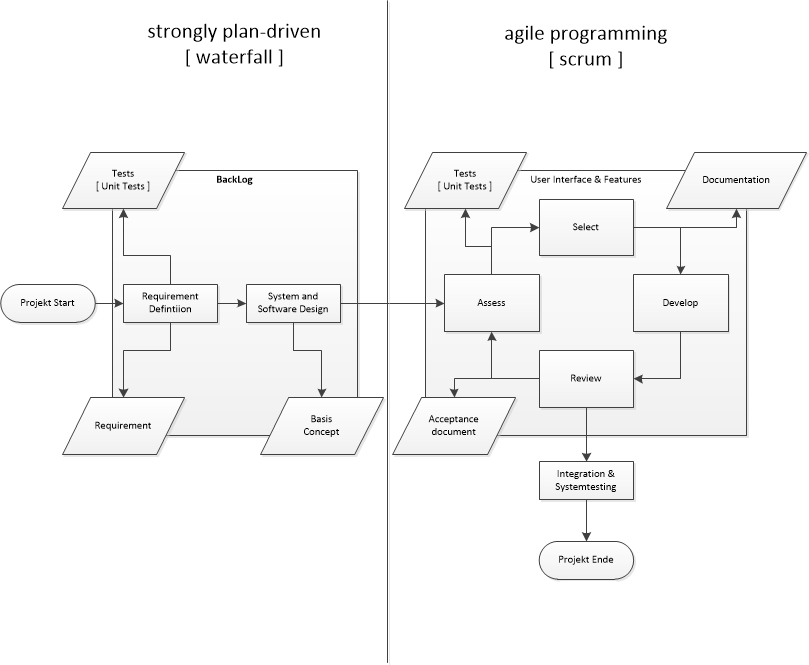 strongly plan-driven
[ waterfall ]
agile programming
[ scrum ]
Tests
[ Unit Tests ]
BackLog
Tests
[ Unit Tests ]
User Interface & Features
Documentation
Select
Projekt Start
Requirement
Defintiion
System and
Software Design
Assess
Develop
Review
Requirement
Basis
Concept
Acceptance
document
Integration &
Systemtesting
Projekt Ende